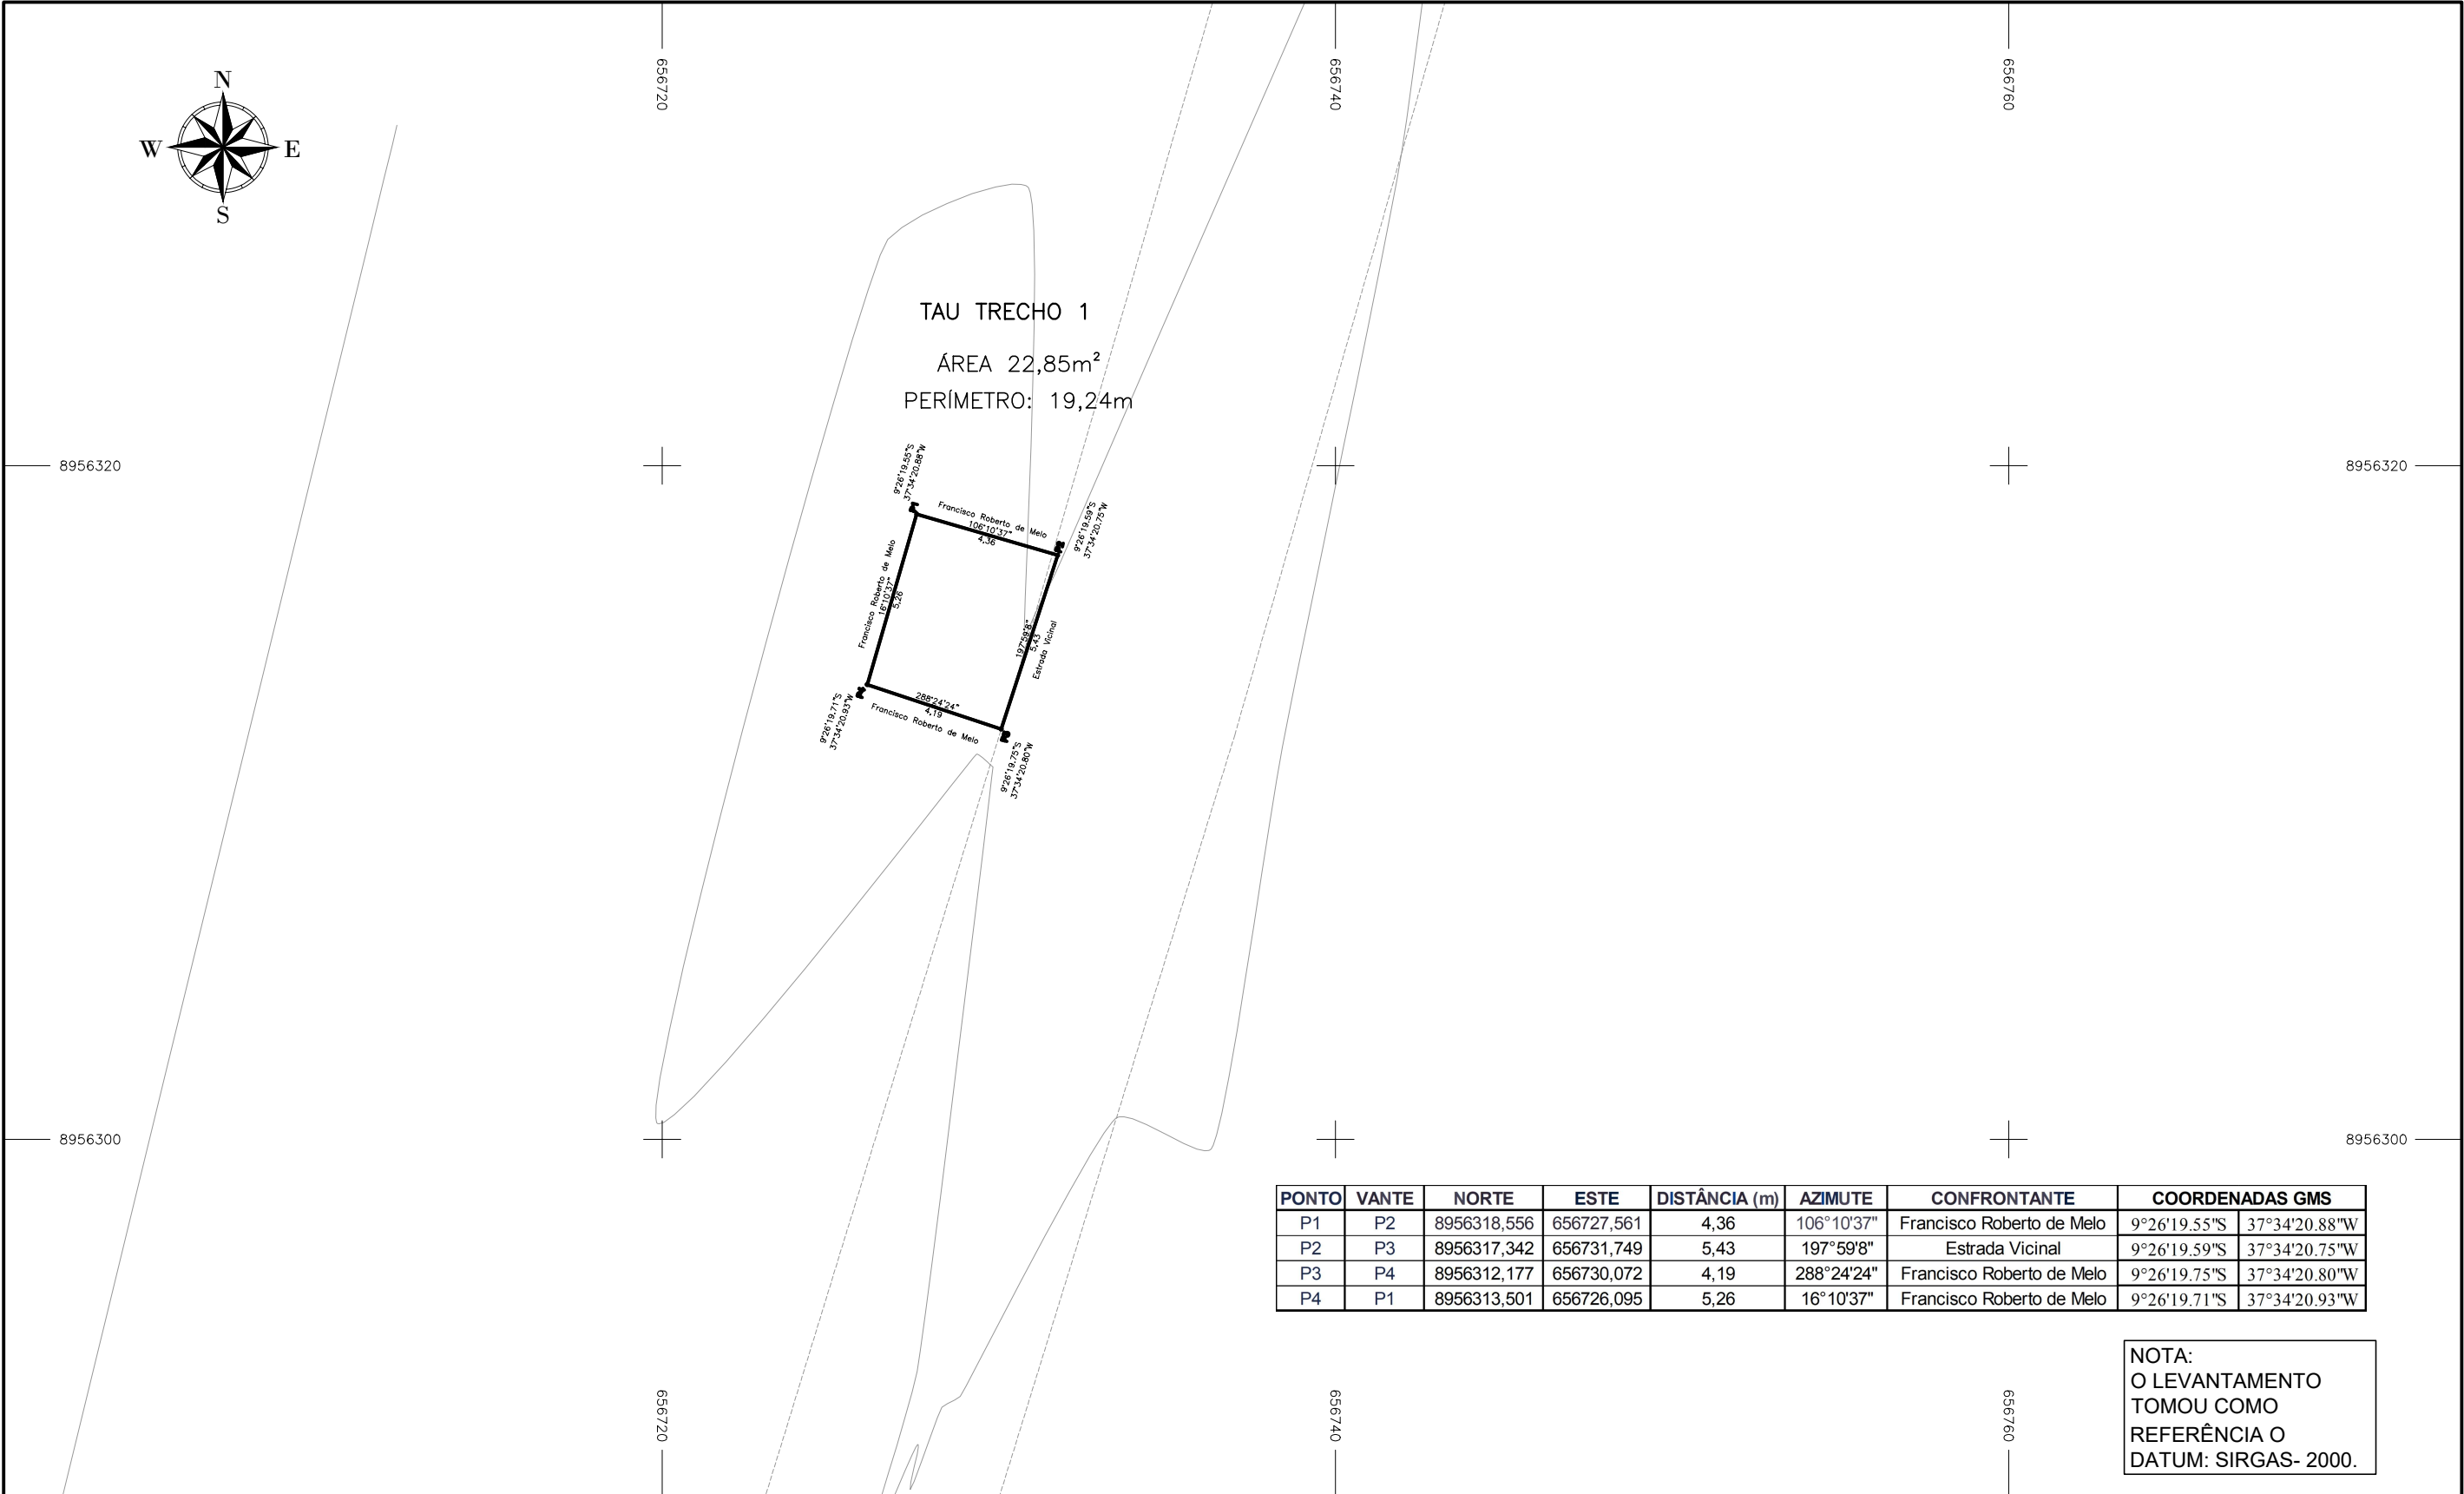 656720
656740
656760
N
W E
S
TAU TRECHO 1
ÁREA 22,85m²
PERÍMETRO: 19,24m
8956320
8956320
9°26'19.55"S
37°34'20.88"W
Francisco Roberto de Melo
106°10'37"
4,36
9°26'19.59"S
37°34'20.75"W
Francisco Roberto de Melo
16°10'37"
5,26
197°59'8"
5,43
Estrada Vicinal
288°24'24"
4,19
Francisco Roberto de Melo
9°26'19.71"S
37°34'20.93"W
9°26'19.75"S
37°34'20.80"W
8956300
8956300
PONTO VANTE NORTE ESTE DISTÂNCIA (m) AZIMUTE CONFRONTANTE COORDENADAS GMS
P1 P2 8956318,556 656727,561 4,36 106°10'37" Francisco Roberto de Melo 9°26'19.55"S 37°34'20.88"W
P2 P3 8956317,342 656731,749 5,43 197°59'8" Estrada Vicinal 9°26'19.59"S 37°34'20.75"W
P3 P4 8956312,177 656730,072 4,19 288°24'24" Francisco Roberto de Melo 9°26'19.75"S 37°34'20.80"W
P4 P1 8956313,501 656726,095 5,26 16°10'37" Francisco Roberto de Melo 9°26'19.71"S 37°34'20.93"W
NOTA:
O LEVANTAMENTO
TOMOU COMO
REFERÊNCIA O
DATUM: SIRGAS- 2000.
656720
656740
656760